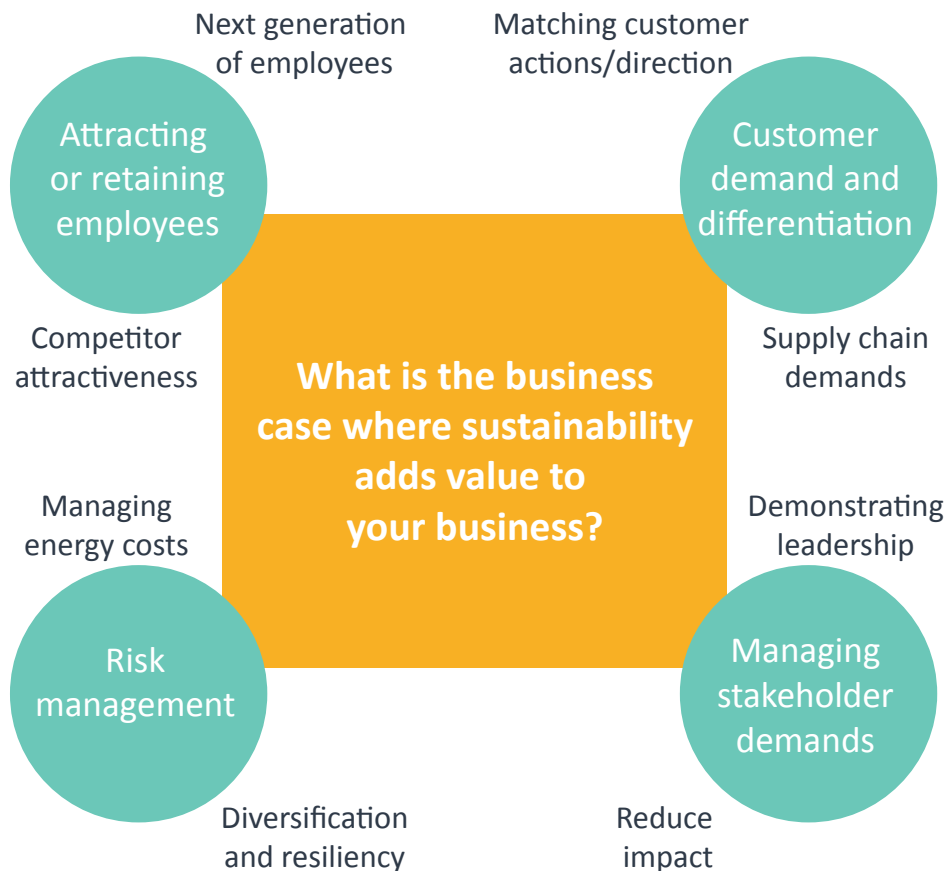 Next generation
of employees
Matching customer
actions/direction
Attracting
or retaining
employees
Customer
demand and
differentiation
Competitor
attractiveness
Supply chain
demands
What is the business
case where sustainability
adds value to
your business?
Managing
energy costs
Demonstrating
leadership
Risk
management
Managing
stakeholder
demands
Diversification
and resiliency
Reduce
impact